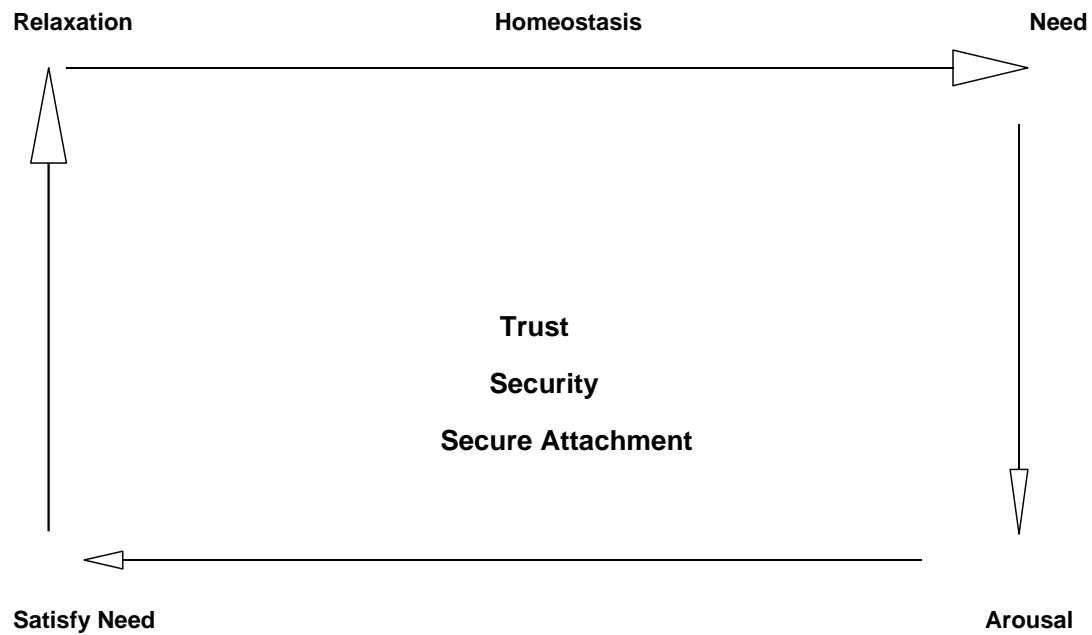 Relaxation Homeostasis Need
Trust
Security
Secure Attachment
Satisfy Need Arousal